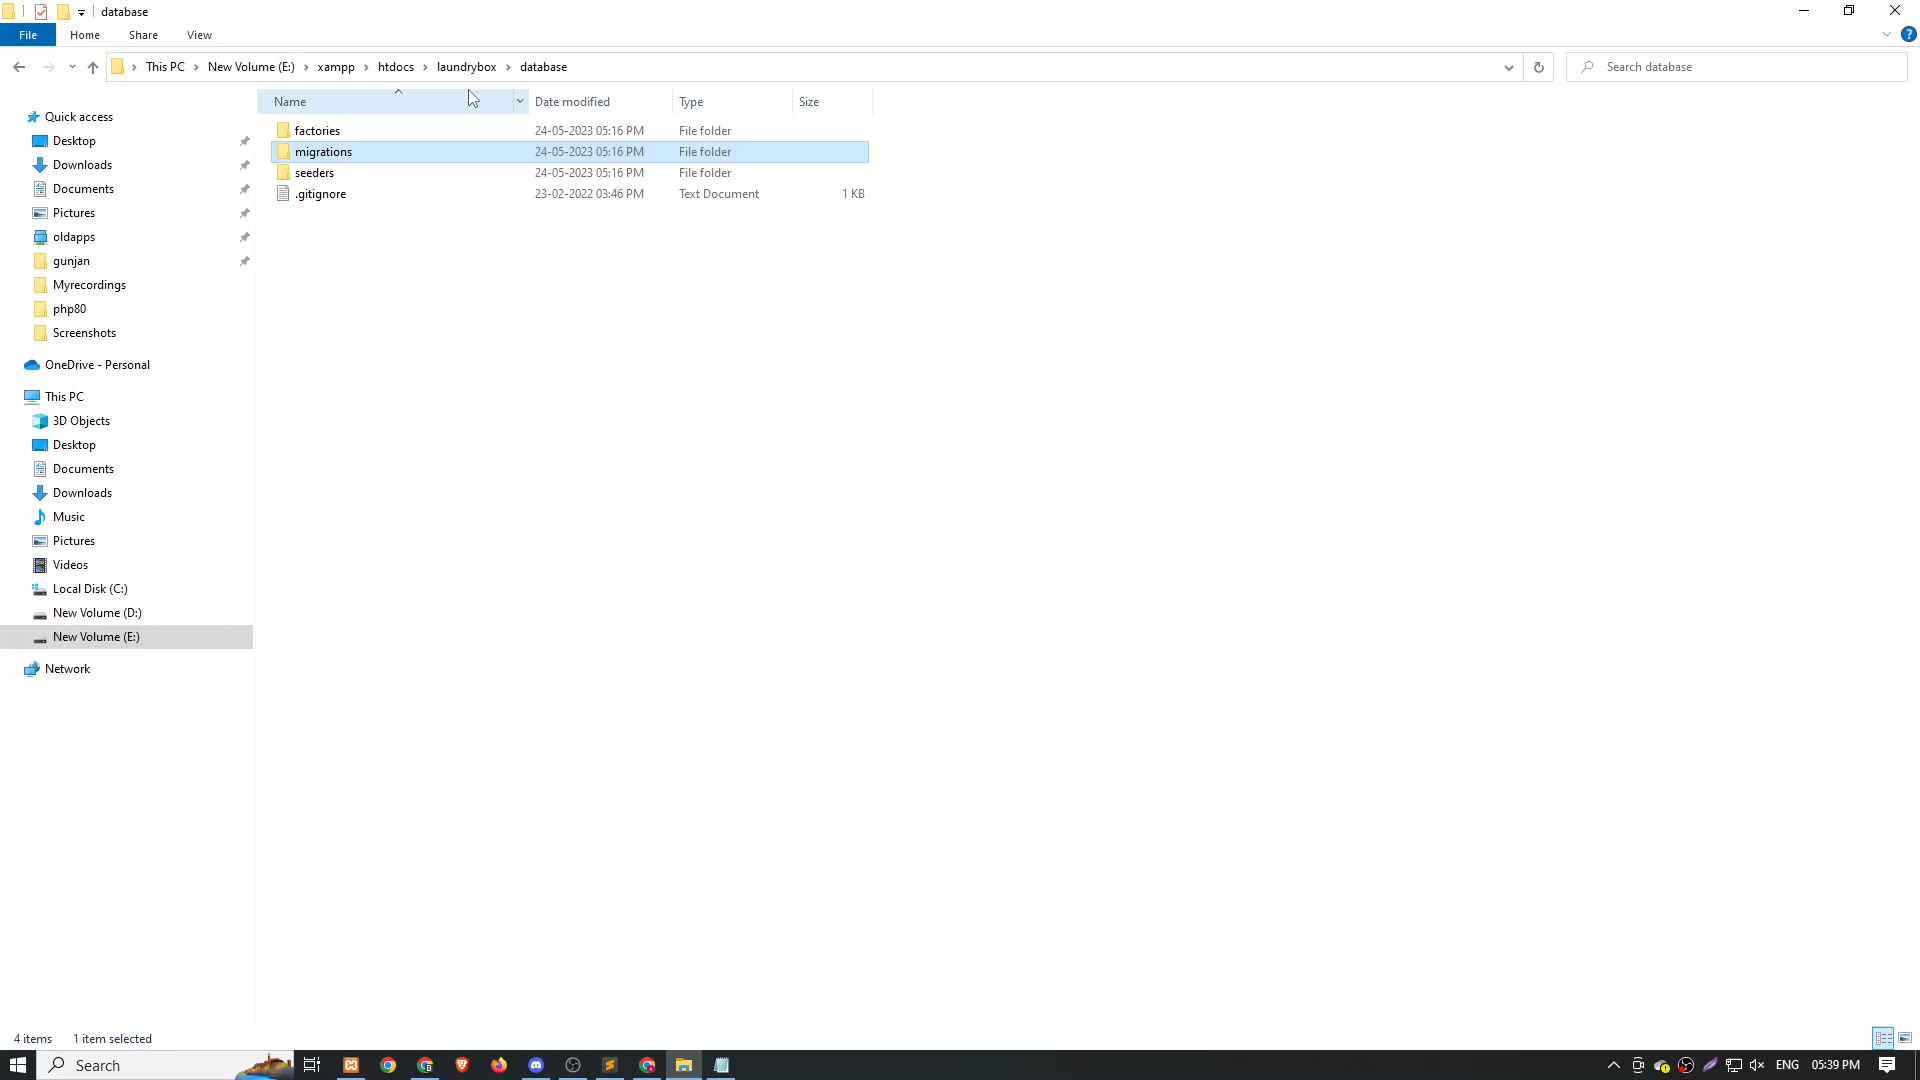 database
File Home Share View
This PC New Volume (E:) xampp htdocs laundrybox database
Search database
Name Date modified Type Size
factories 24-05-2023 05:16 PM File folder
migrations 24-05-2023 05:16 PM File folder
seeders 24-05-2023 05:16 PM File folder
.gitignore 23-02-2022 03:46 PM Text Document 1 KB
Quick access
Desktop
Downloads
Documents
Pictures
oldapps
gunjan
Myrecordings
php80
Screenshots
OneDrive - Personal
This PC
3D Objects
Desktop
Documents
Downloads
Music
Pictures
Videos
Local Disk (C:)
New Volume (D:)
New Volume (E:)
Network
4 items 1 item selected
Search
ENG 05:39 PM